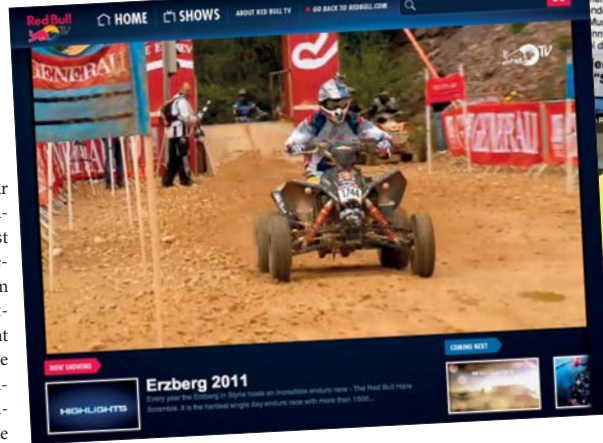 Red Bull
TV
HOME
SHOWS
ABOUT RED BULL TV
GO BACK TO REDBULL.COM
TV
GENERALI
GENERALI
1744
NOW SHOWING
HIGHLIGHTS
Erzberg 2011
Every year the Erzberg in Styria hosts an incredible enduro race - The Red Bull Hare
Scramble. It is the hardest single day enduro race with more than 1500...
COMING NEXT